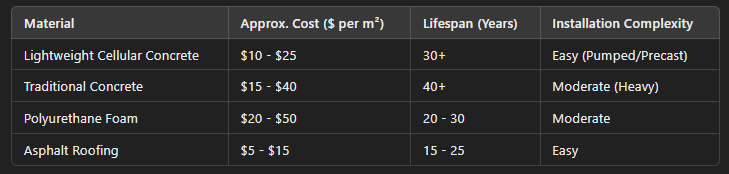 Material Approx. Cost ($ per m²) Lifespan (Years) Installation Complexity
Lightweight Cellular Concrete $10 - $25 30+ Easy (Pumped/Precast)
Traditional Concrete $15 - $40 40+ Moderate (Heavy)
Polyurethane Foam $20 - $50 20 - 30 Moderate
Asphalt Roofing $5 - $15 15 - 25 Easy